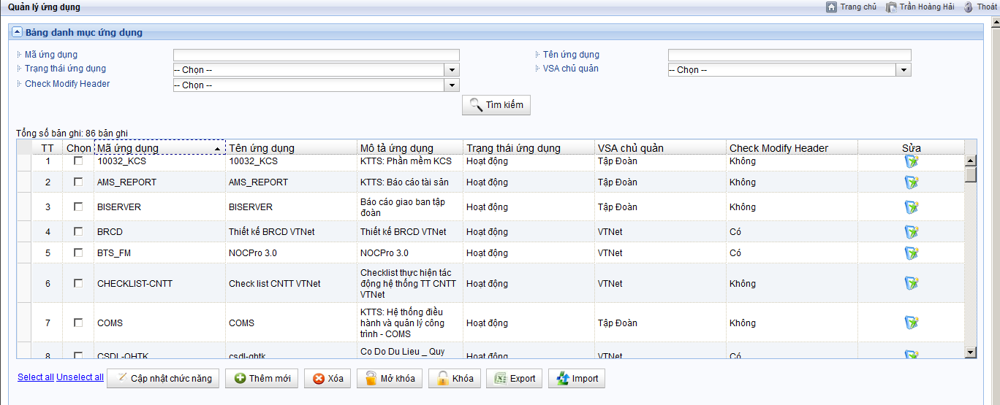 Quản lý ứng dụng
Trang chủ
Trần Hoàng Hải
Thoát
Bảng danh mục ứng dụng
Mã ứng dụng
Tên ứng dụng
Trạng thái ứng dụng -- Chọn --
VSA chủ quản -- Chọn --
Check Modify Header -- Chọn --
Tìm kiếm
Tổng số bản ghi: 86 bản ghi
TT Chọn Mã ứng dụng Tên ứng dụng Mô tả ứng dụng Trạng thái ứng dụng VSA chủ quản Check Modify Header Sửa
1 10032_KCS 10032_KCS KTTS: Phần mềm KCS Hoạt động Tập Đoàn Không
2 AMS_REPORT AMS_REPORT KTTS: Báo cáo tài sản Hoạt động Tập Đoàn Không
3 BISERVER BISERVER Báo cáo giao ban tập
đoàn Hoạt động Tập Đoàn Không
4 BRCD Thiết kế BRCD VTNet Thiết kế BRCD VTNet Hoạt động VTNet Có
5 BTS_FM NOCPro 3.0 NOCPro 3.0 Hoạt động VTNet Có
6 CHECKLIST-CNTT Check list CNTT VTNet Checklist thực hiện tác
động hệ thống TT CNTT
VTNet Hoạt động VTNet Không
7 COMS COMS KTTS: Hệ thống điều
hành và quản lý công
trình - COMS Hoạt động Tập Đoàn Không
8 CSDL-QHTK csdl-qhtk Co Do Du Lieu _ Quy Hoạt động VTNet Có
Select all Unselect all Cập nhật chức năng Thêm mới Xóa Mở khóa Khóa Export Import